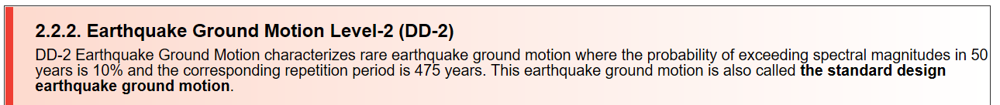 2.2.2. Earthquake Ground Motion Level-2 (DD-2)
DD-2 Earthquake Ground Motion characterizes rare earthquake ground motion where the probability of exceeding spectral magnitudes in 50
years is 10% and the corresponding repetition period is 475 years. This earthquake ground motion is also called the standard design
earthquake ground motion.